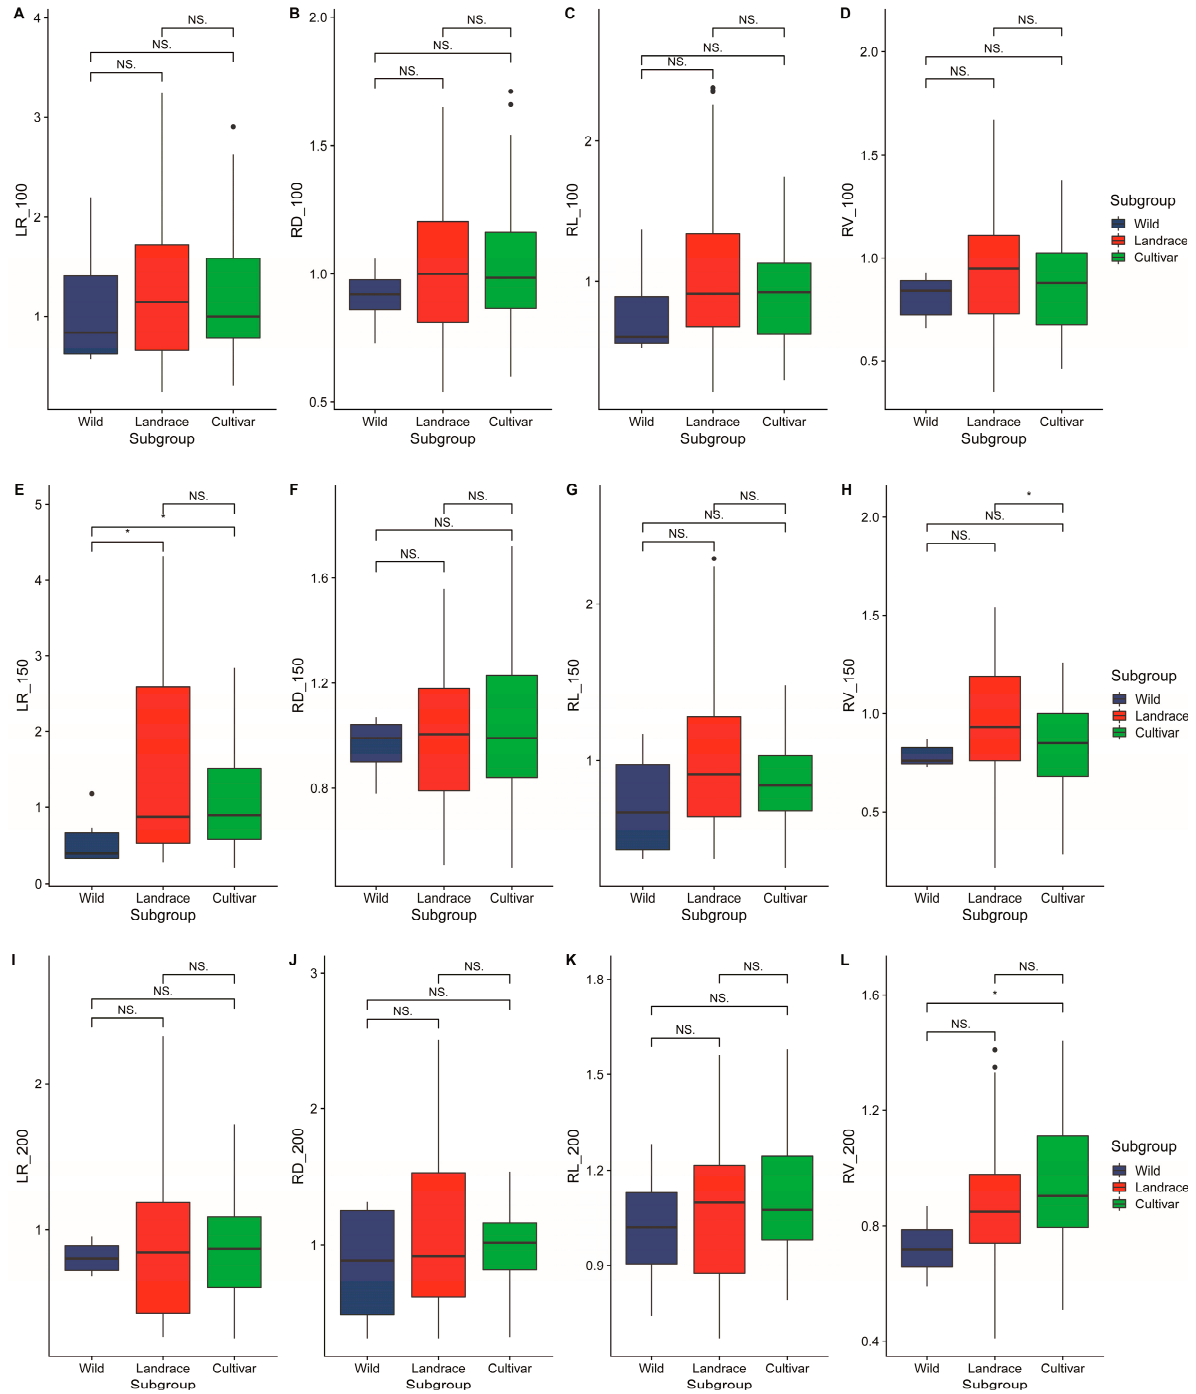 A
LR_100
4
3
2
1
NS.
NS.
NS.
Wild Landrace Cultivar
Subgroup
B
RD_100
2.0
1.5
1.0
0.5
NS.
NS.
NS.
Wild Landrace Cultivar
Subgroup
C
RL_100
2
1
NS.
NS.
NS.
Wild Landrace Cultivar
Subgroup
D
RV_100
2.0
1.5
1.0
0.5
NS.
NS.
NS.
Wild Landrace Cultivar
Subgroup
Subgroup
Wild
Landrace
Cultivar
E
LR_150
5
4
3
2
1
0
NS.
*
*
Wild Landrace Cultivar
Subgroup
F
RD_150
1.6
1.2
0.8
NS.
NS.
NS.
Wild Landrace Cultivar
Subgroup
G
RL_150
2
1
NS.
NS.
NS.
Wild Landrace Cultivar
Subgroup
H
RV_150
2.0
1.5
1.0
0.5
*
NS.
NS.
Wild Landrace Cultivar
Subgroup
Subgroup
Wild
Landrace
Cultivar
I
LR_200
2
1
NS.
NS.
NS.
Wild Landrace Cultivar
Subgroup
J
RD_200
3
2
1
NS.
NS.
NS.
Wild Landrace Cultivar
Subgroup
K
RL_200
1.8
1.5
1.2
0.9
NS.
NS.
NS.
Wild Landrace Cultivar
Subgroup
L
RV_200
1.6
1.2
0.8
0.4
NS.
*
NS.
Wild Landrace Cultivar
Subgroup
Subgroup
Wild
Landrace
Cultivar